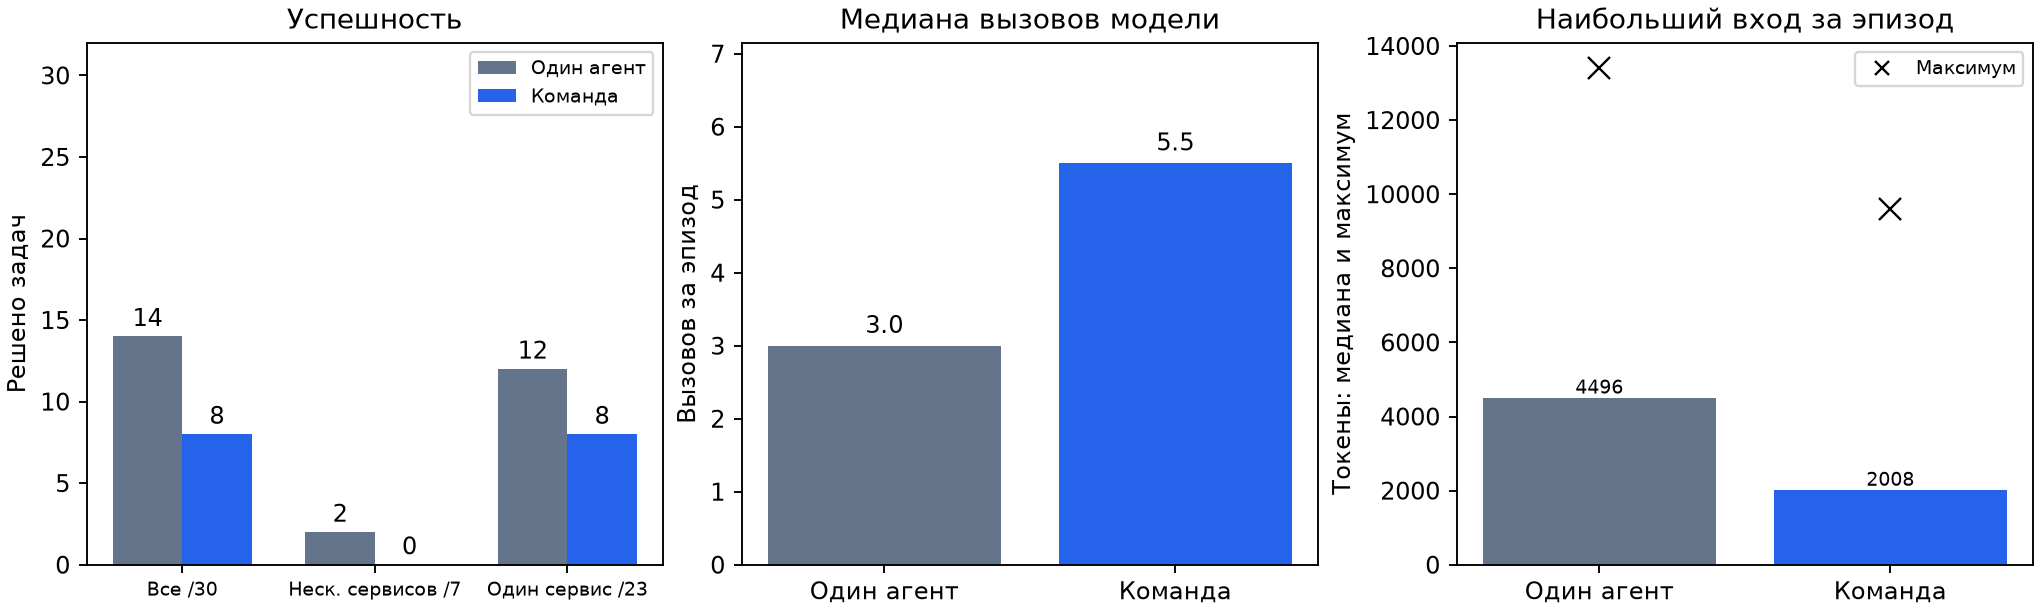 Успешность
Решено задач
30
25
20
15
10
5
0
Один агент
Команда
14
8
2
0
12
8
Все /30
Неск. сервисов /7
Один сервис /23
Медиана вызовов модели
Вызовов за эпизод
7
6
5
4
3
2
1
0
3.0
5.5
Один агент
Команда
Наибольший вход за эпизод
Токены: медиана и максимум
14000
12000
10000
8000
6000
4000
2000
0
Максимум
4496
2008
Один агент
Команда